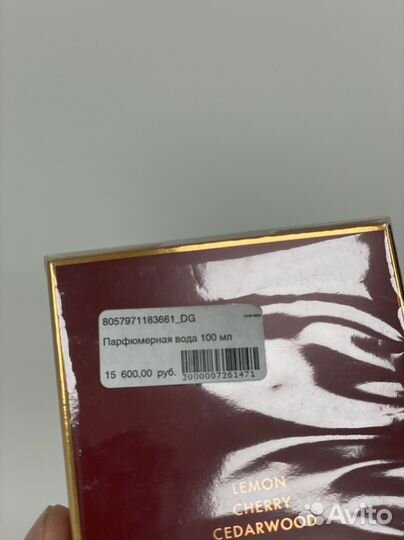 8057971183661_DG
Парфюмерная вода 100 мл
15 600,00 руб.
2000007261471
LEMON
CHERRY
CEDARWOOD
Avito